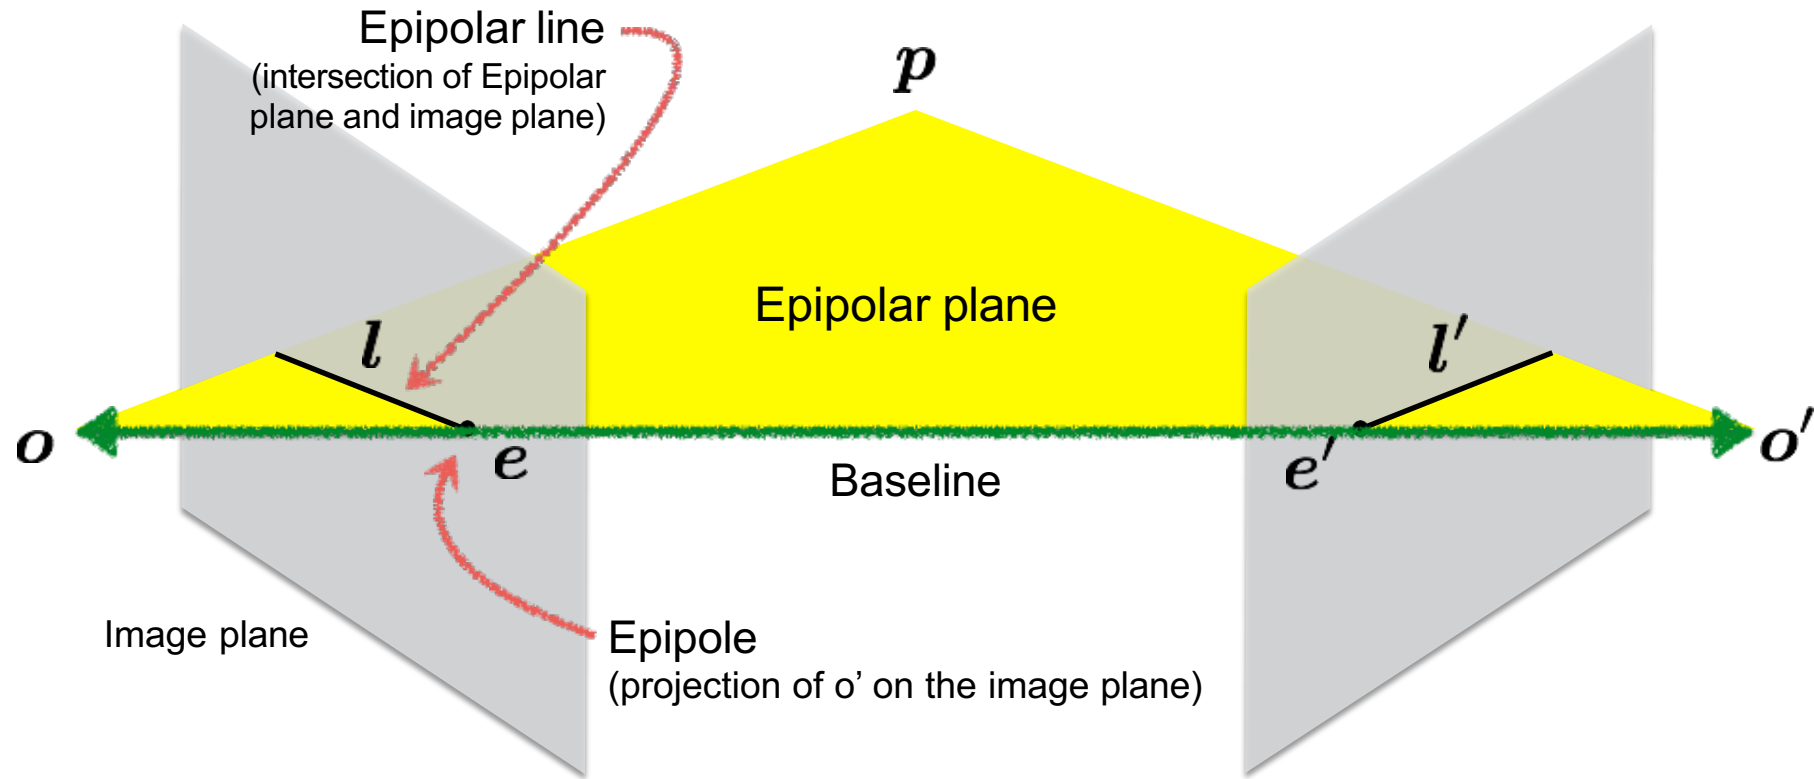 Epipolar line
(intersection of Epipolar
plane and image plane)
p
Epipolar plane
l
l′
o
e
Baseline
e′
o′
Image plane
Epipole
(projection of o’ on the image plane)